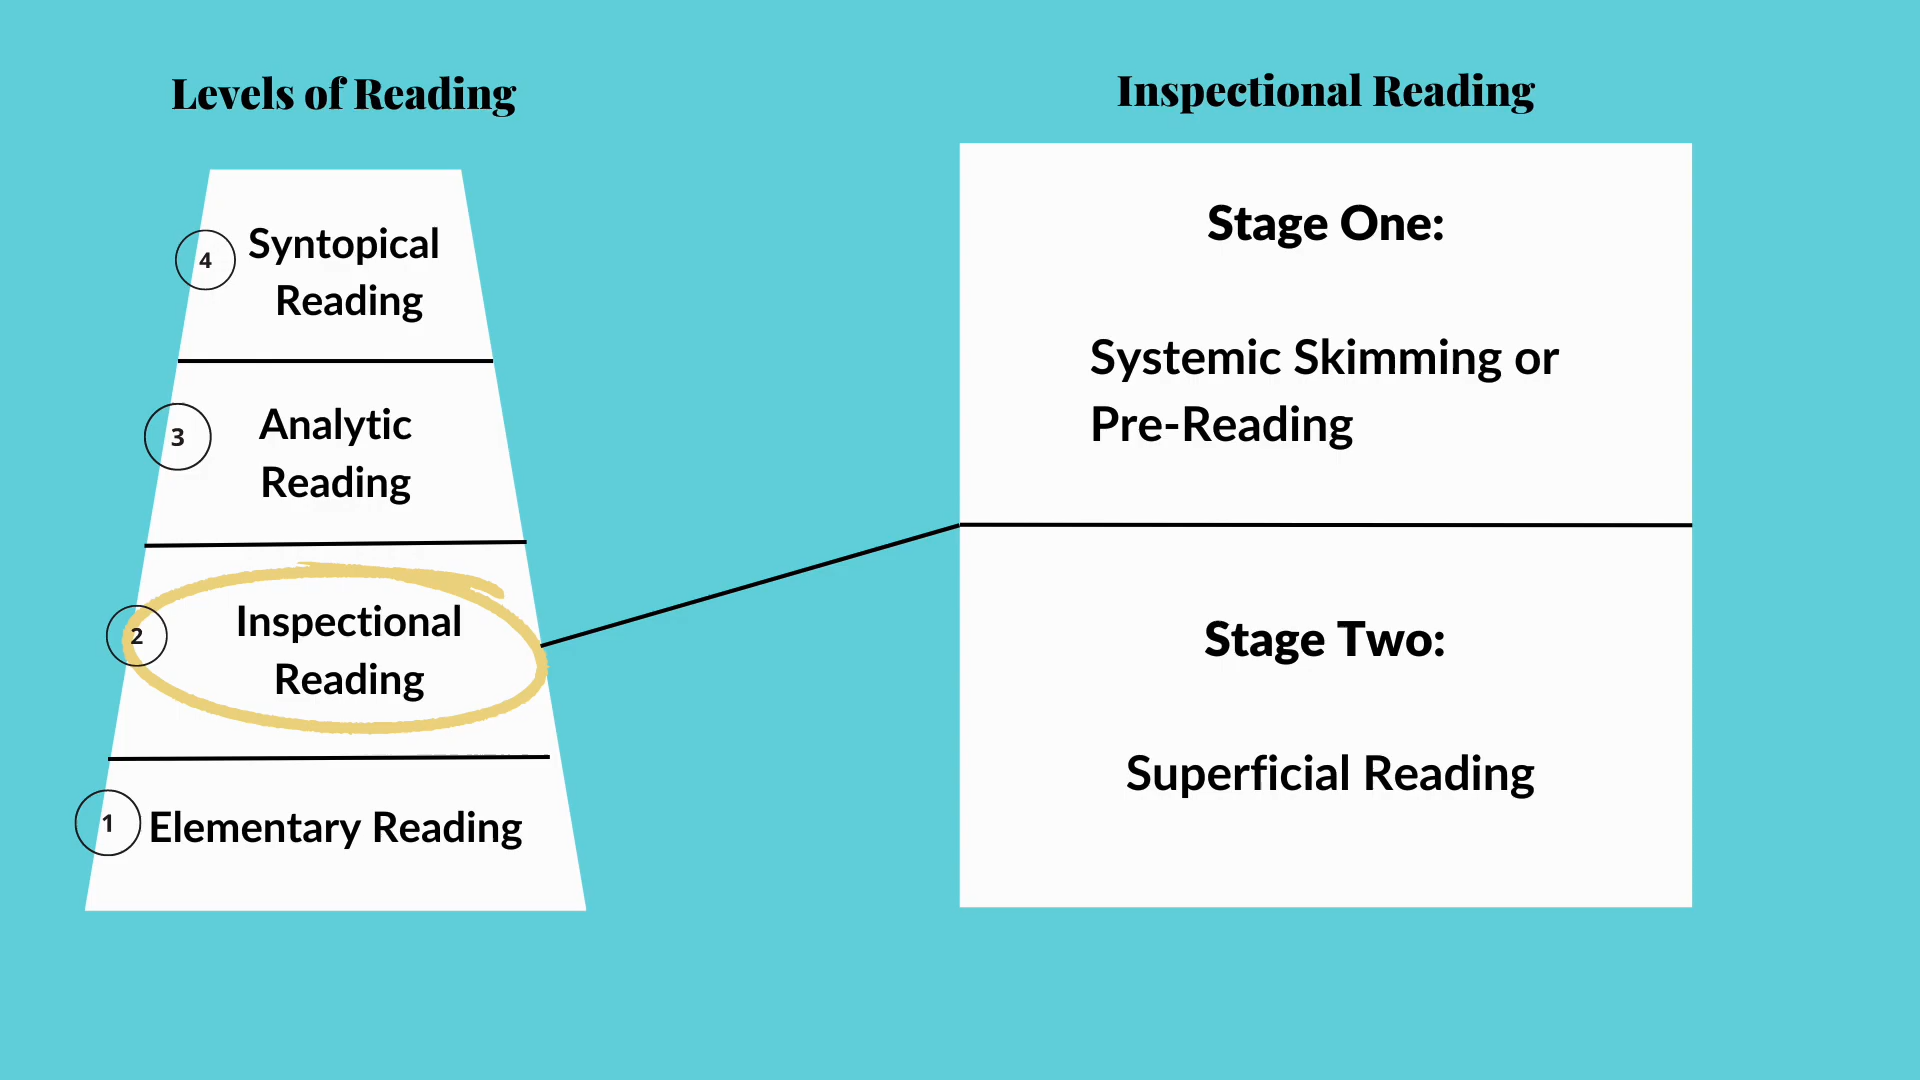 Levels of Reading
4
Syntopical
Reading
3
Analytic
Reading
2
Inspectional
Reading
1
Elementary Reading
Inspectional Reading
Stage One:
Systemic Skimming or
Pre-Reading
Stage Two:
Superficial Reading